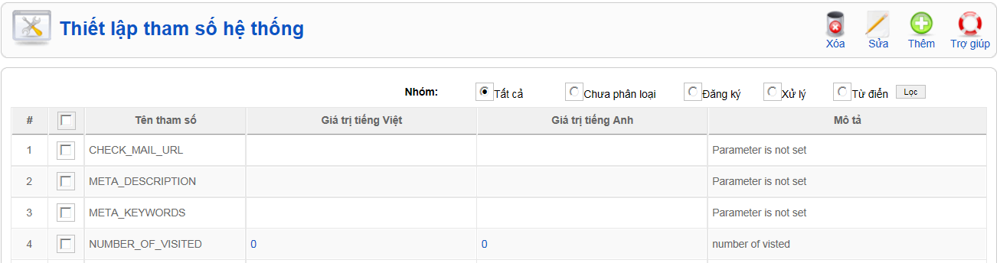 Thiết lập tham số hệ thống
Xóa Sửa Thêm Trợ giúp
Nhóm: Tất cả Chưa phân loại Đăng ký Xử lý Từ điển Lọc
# Tên tham số Giá trị tiếng Việt Giá trị tiếng Anh Mô tả
1 CHECK_MAIL_URL Parameter is not set
2 META_DESCRIPTION Parameter is not set
3 META_KEYWORDS Parameter is not set
4 NUMBER_OF_VISITED 0 0 number of visted